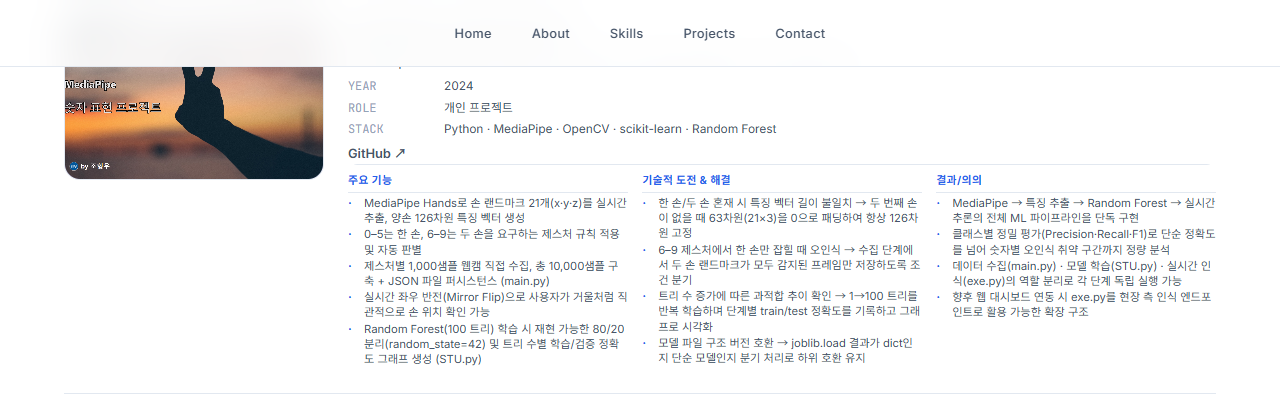 Home About Skills Projects Contact
MediaPipe
숫자 표현 프로젝트
by 조일우
YEAR 2024
ROLE 개인 프로젝트
STACK Python · MediaPipe · OpenCV · scikit-learn · Random Forest
GitHub ↗
주요 기능
· MediaPipe Hands로 손 랜드마크 21개(x·y·z)를 실시간
추출, 양손 126차원 특징 벡터 생성
· 0–5는 한 손, 6–9는 두 손을 요구하는 제스처 규칙 적용
및 자동 판별
· 제스처별 1,000샘플 웹캠 직접 수집, 총 10,000샘플 구
축 + JSON 파일 퍼시스턴스 (main.py)
· 실시간 좌우 반전(Mirror Flip)으로 사용자가 거울처럼 직
관적으로 손 위치 확인 가능
· Random Forest(100 트리) 학습 시 재현 가능한 80/20
분리(random_state=42) 및 트리 수별 학습/검증 정확
도 그래프 생성 (STU.py)
기술적 도전 & 해결
· 한 손/두 손 혼재 시 특징 벡터 길이 불일치 → 두 번째 손
이 없을 때 63차원(21×3)을 0으로 패딩하여 항상 126차
원 고정
· 6–9 제스처에서 한 손만 잡힐 때 오인식 → 수집 단계에
서 두 손 랜드마크가 모두 감지된 프레임만 저장하도록 조
건 분기
· 트리 수 증가에 따른 과적합 추이 확인 → 1→100 트리를
반복 학습하며 단계별 train/test 정확도를 기록하고 그래
프로 시각화
· 모델 파일 구조 버전 호환 → joblib.load 결과가 dict인
지 단순 모델인지 분기 처리로 하위 호환 유지
결과/의의
· MediaPipe → 특징 추출 → Random Forest → 실시간
추론의 전체 ML 파이프라인을 단독 구현
· 클래스별 정밀 평가(Precision·Recall·F1)로 단순 정확도
를 넘어 숫자별 오인식 취약 구간까지 정량 분석
· 데이터 수집(main.py) · 모델 학습(STU.py) · 실시간 인
식(exe.py)의 역할 분리로 각 단계 독립 실행 가능
· 향후 웹 대시보드 연동 시 exe.py를 현장 측 인식 엔드포
인트로 활용 가능한 확장 구조